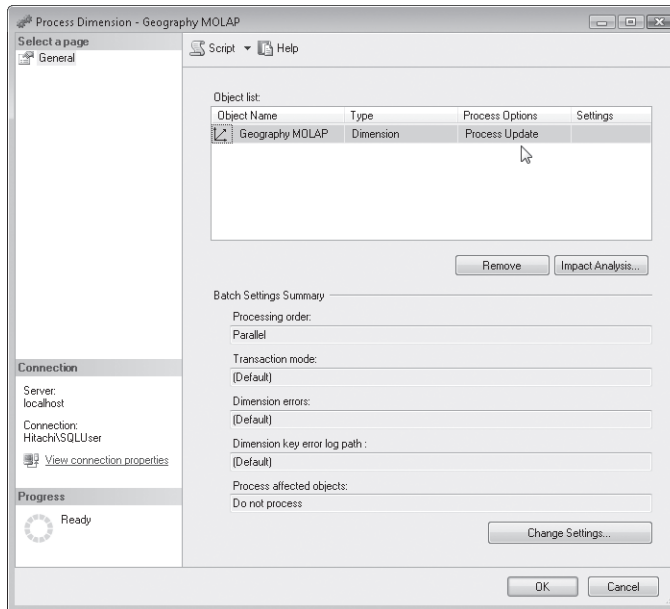 Process Dimension - Geography MOLAP
Select a page
General
Script Help
Object list:
Object Name Type Process Options Settings
Geography MOLAP Dimension Process Update
Remove Impact Analysis...
Batch Settings Summary
Processing order:
Parallel
Transaction mode:
(Default)
Dimension errors:
(Default)
Dimension key error log path :
(Default)
Process affected objects:
Do not process
Change Settings...
Connection
Server:
localhost
Connection:
Hitachi\SQLUser
View connection properties
Progress
Ready
OK Cancel